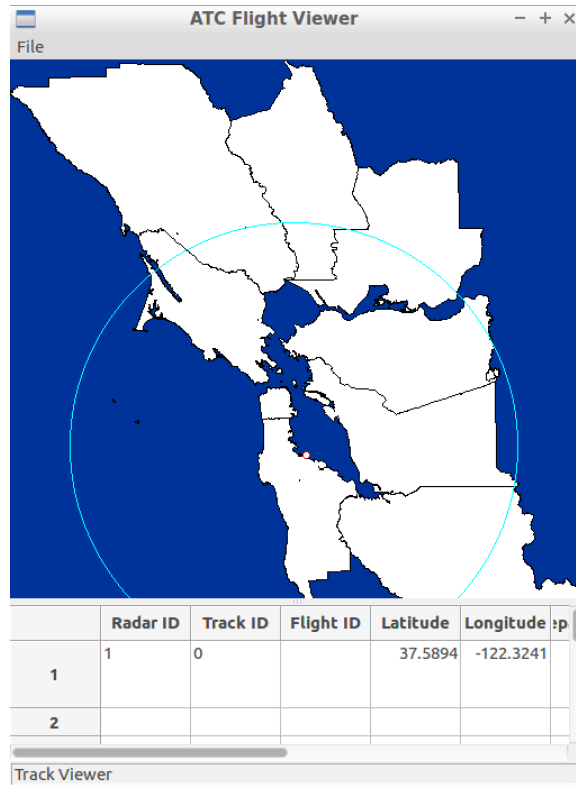 ATC Flight Viewer
File
Radar ID Track ID Flight ID Latitude Longitude ep
1 1 0 37.5894 -122.3241
2
Track Viewer